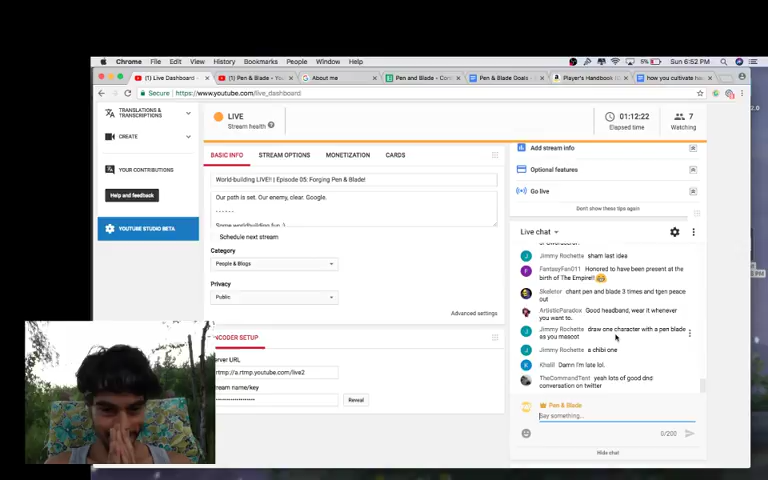 Chrome File Edit View History Bookmarks People Window Help 5% Sun 6:52 PM
(1) Live Dashboard - (1) Pen & Blade - YouTu About me Pen and Blade - Con Pen & Blade Goals Player's Handbook how you cultivate h
Secure https://www.youtube.com/live_dashboard
TRANSLATIONS & TRANSCRIPTIONS
CREATE
YOUR CONTRIBUTIONS
Help and feedback
YOUTUBE STUDIO BETA
LIVE
Stream health
01:12:22
Elapsed time
7
Watching
BASIC INFO STREAM OPTIONS MONETIZATION CARDS
World-building LIVE!! | Episode 05: Forging Pen & Blade!
Our path is set. Our enemy, clear. Google.
- - - - - -
Some worldbuilding fun :)
Schedule next stream
Category
People & Blogs
Privacy
Public
Advanced settings
ENCODER SETUP
Server URL
rtmp://a.rtmp.youtube.com/live2
Stream name/key
Reveal
Add stream info
Optional features
Go live
Don't show these tips again
Live chat
Jimmy Rochette sham last idea
FantasyFan011 Honored to have been present at the
birth of The Empire!!
Skeletor chant pen and blade 3 times and tgen peace
out
ArtisticParadox Good headband, wear it whenever
you want to.
Jimmy Rochette draw one character with a pen blade
as you mascot
Jimmy Rochette a chibi one
Khalil Damn I'm late lol.
TheCommandTent yeah lots of good dnd
conversation on twitter
Pen & Blade
Say something...
0/200
Hide chat